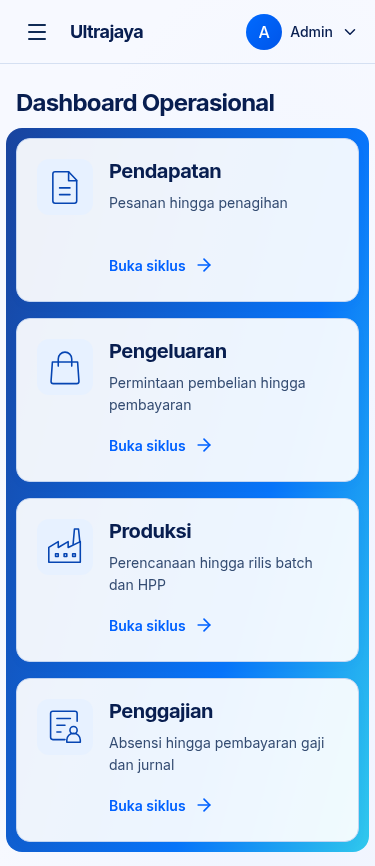 Ultrajaya
A
Admin
Dashboard Operasional
Pendapatan
Pesanan hingga penagihan
Buka siklus
Pengeluaran
Permintaan pembelian hingga
pembayaran
Buka siklus
Produksi
Perencanaan hingga rilis batch
dan HPP
Buka siklus
Penggajian
Absensi hingga pembayaran gaji
dan jurnal
Buka siklus